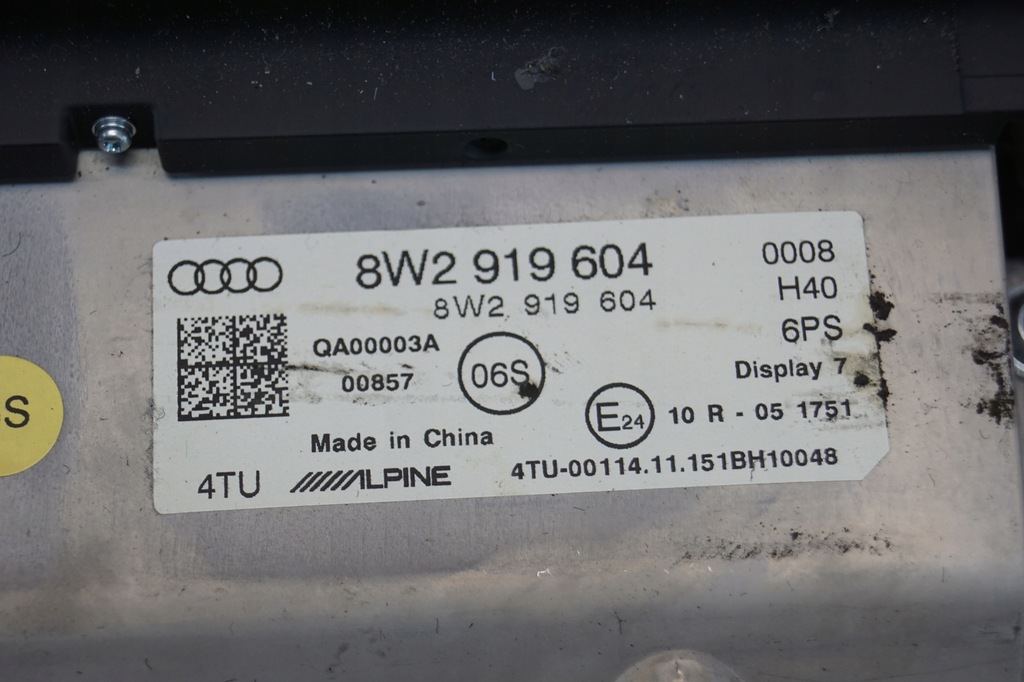 8W2 919 604
0008
8W2 919 604
H40
QA00003A
6PS
00857
06S
Display 7
E24
10 R - 05 1751
Made in China
4TU
ALPINE
4TU-00114.11.151BH10048
S